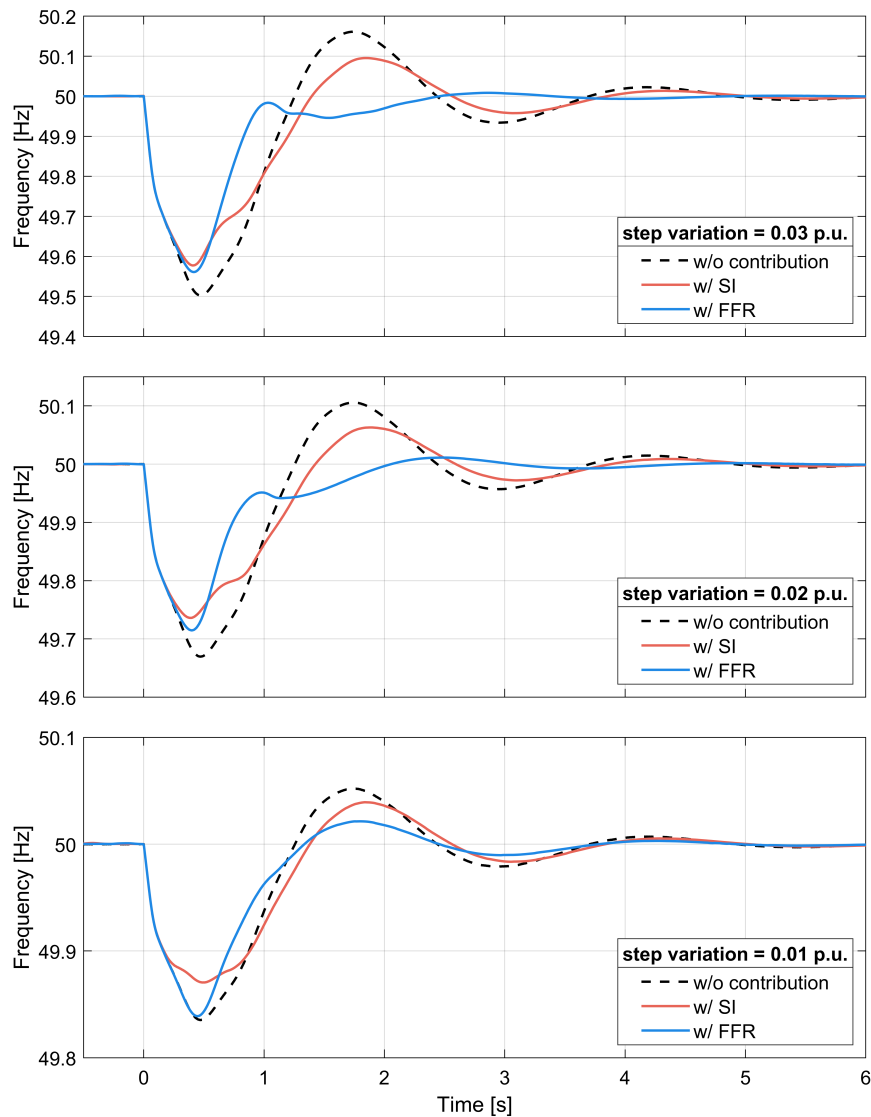 50.2
50.1
50
49.9
49.8
49.7
49.6
49.5
49.4
Frequency [Hz]
step variation = 0.03 p.u.
w/o contribution
w/ SI
w/ FFR
50.1
50
49.9
49.8
49.7
49.6
Frequency [Hz]
step variation = 0.02 p.u.
w/o contribution
w/ SI
w/ FFR
50.1
50
49.9
49.8
Frequency [Hz]
step variation = 0.01 p.u.
w/o contribution
w/ SI
w/ FFR
0 1 2 3 4 5 6
Time [s]